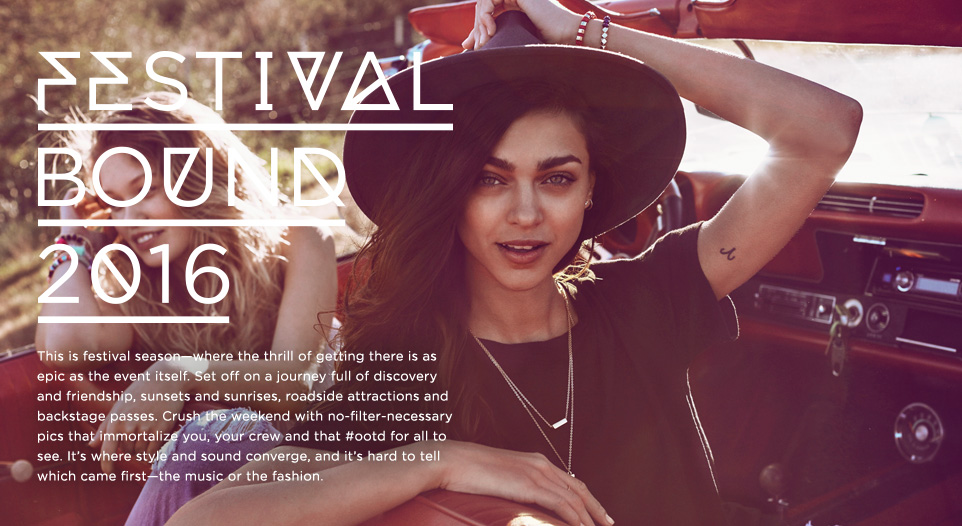 FESTIVAL
BOUND
2016
This is festival season—where the thrill of getting there is as
epic as the event itself. Set off on a journey full of discovery
and friendship, sunsets and sunrises, roadside attractions and
backstage passes. Crush the weekend with no-filter-necessary
pics that immortalize you, your crew and that #ootd for all to
see. It's where style and sound converge, and it's hard to tell
which came first—the music or the fashion.